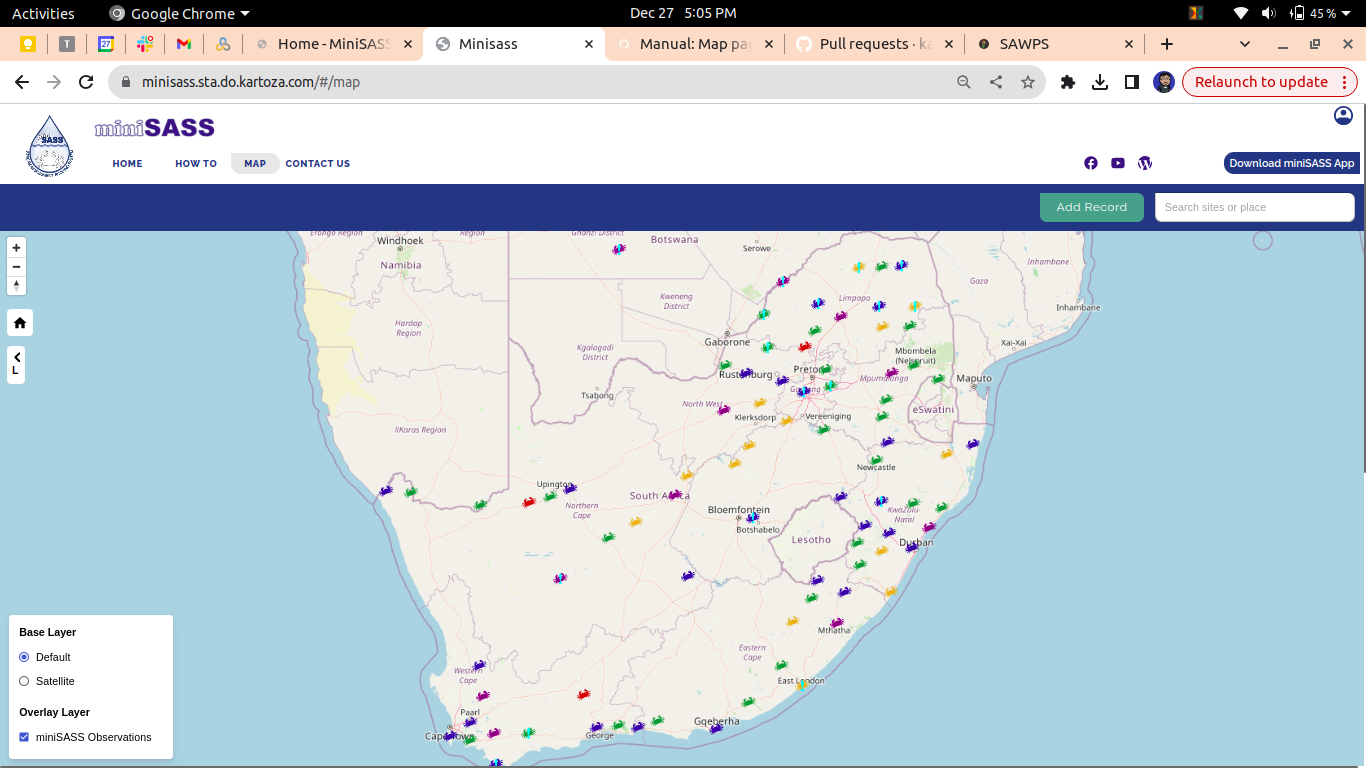 Activities
Google Chrome
Dec 27 5:05 PM
45 %
T
27
Home - MiniSASS
Minisass
Manual: Map pa
Pull requests · ka
SAWPS
minisass.sta.do.kartoza.com/#/map
Relaunch to update
SASS
miniSASS
HOME
HOW TO
MAP
CONTACT US
Download miniSASS App
Add Record
Search sites or place
+
−
L
Erongo Region
Windhoek
Namibia
Region
Ghanzi District
Botswana
Serowe
Inhambane
Gaza
Limpopo
Kweneng
District
Inhambane
Hardap
Region
Gaborone
Kgalagadi
District
Xai-Xai
Mbombela
(Nelspruit)
Rustenburg
Pretoria
Mpumalanga
Maputo
Tsabong
Gauteng
North West
Klerksdorp
Vereeniging
eSwatini
IIKaras Region
Newcastle
Upington
South Africa
Northern
Cape
Bloemfontein
Botshabelo
KwaZulu-
Natal
Lesotho
Durban
Mthatha
Eastern
Cape
East London
Western
Cape
Paarl
Cape Town
George
Gqeberha
Base Layer
Default
Satellite
Overlay Layer
miniSASS Observations